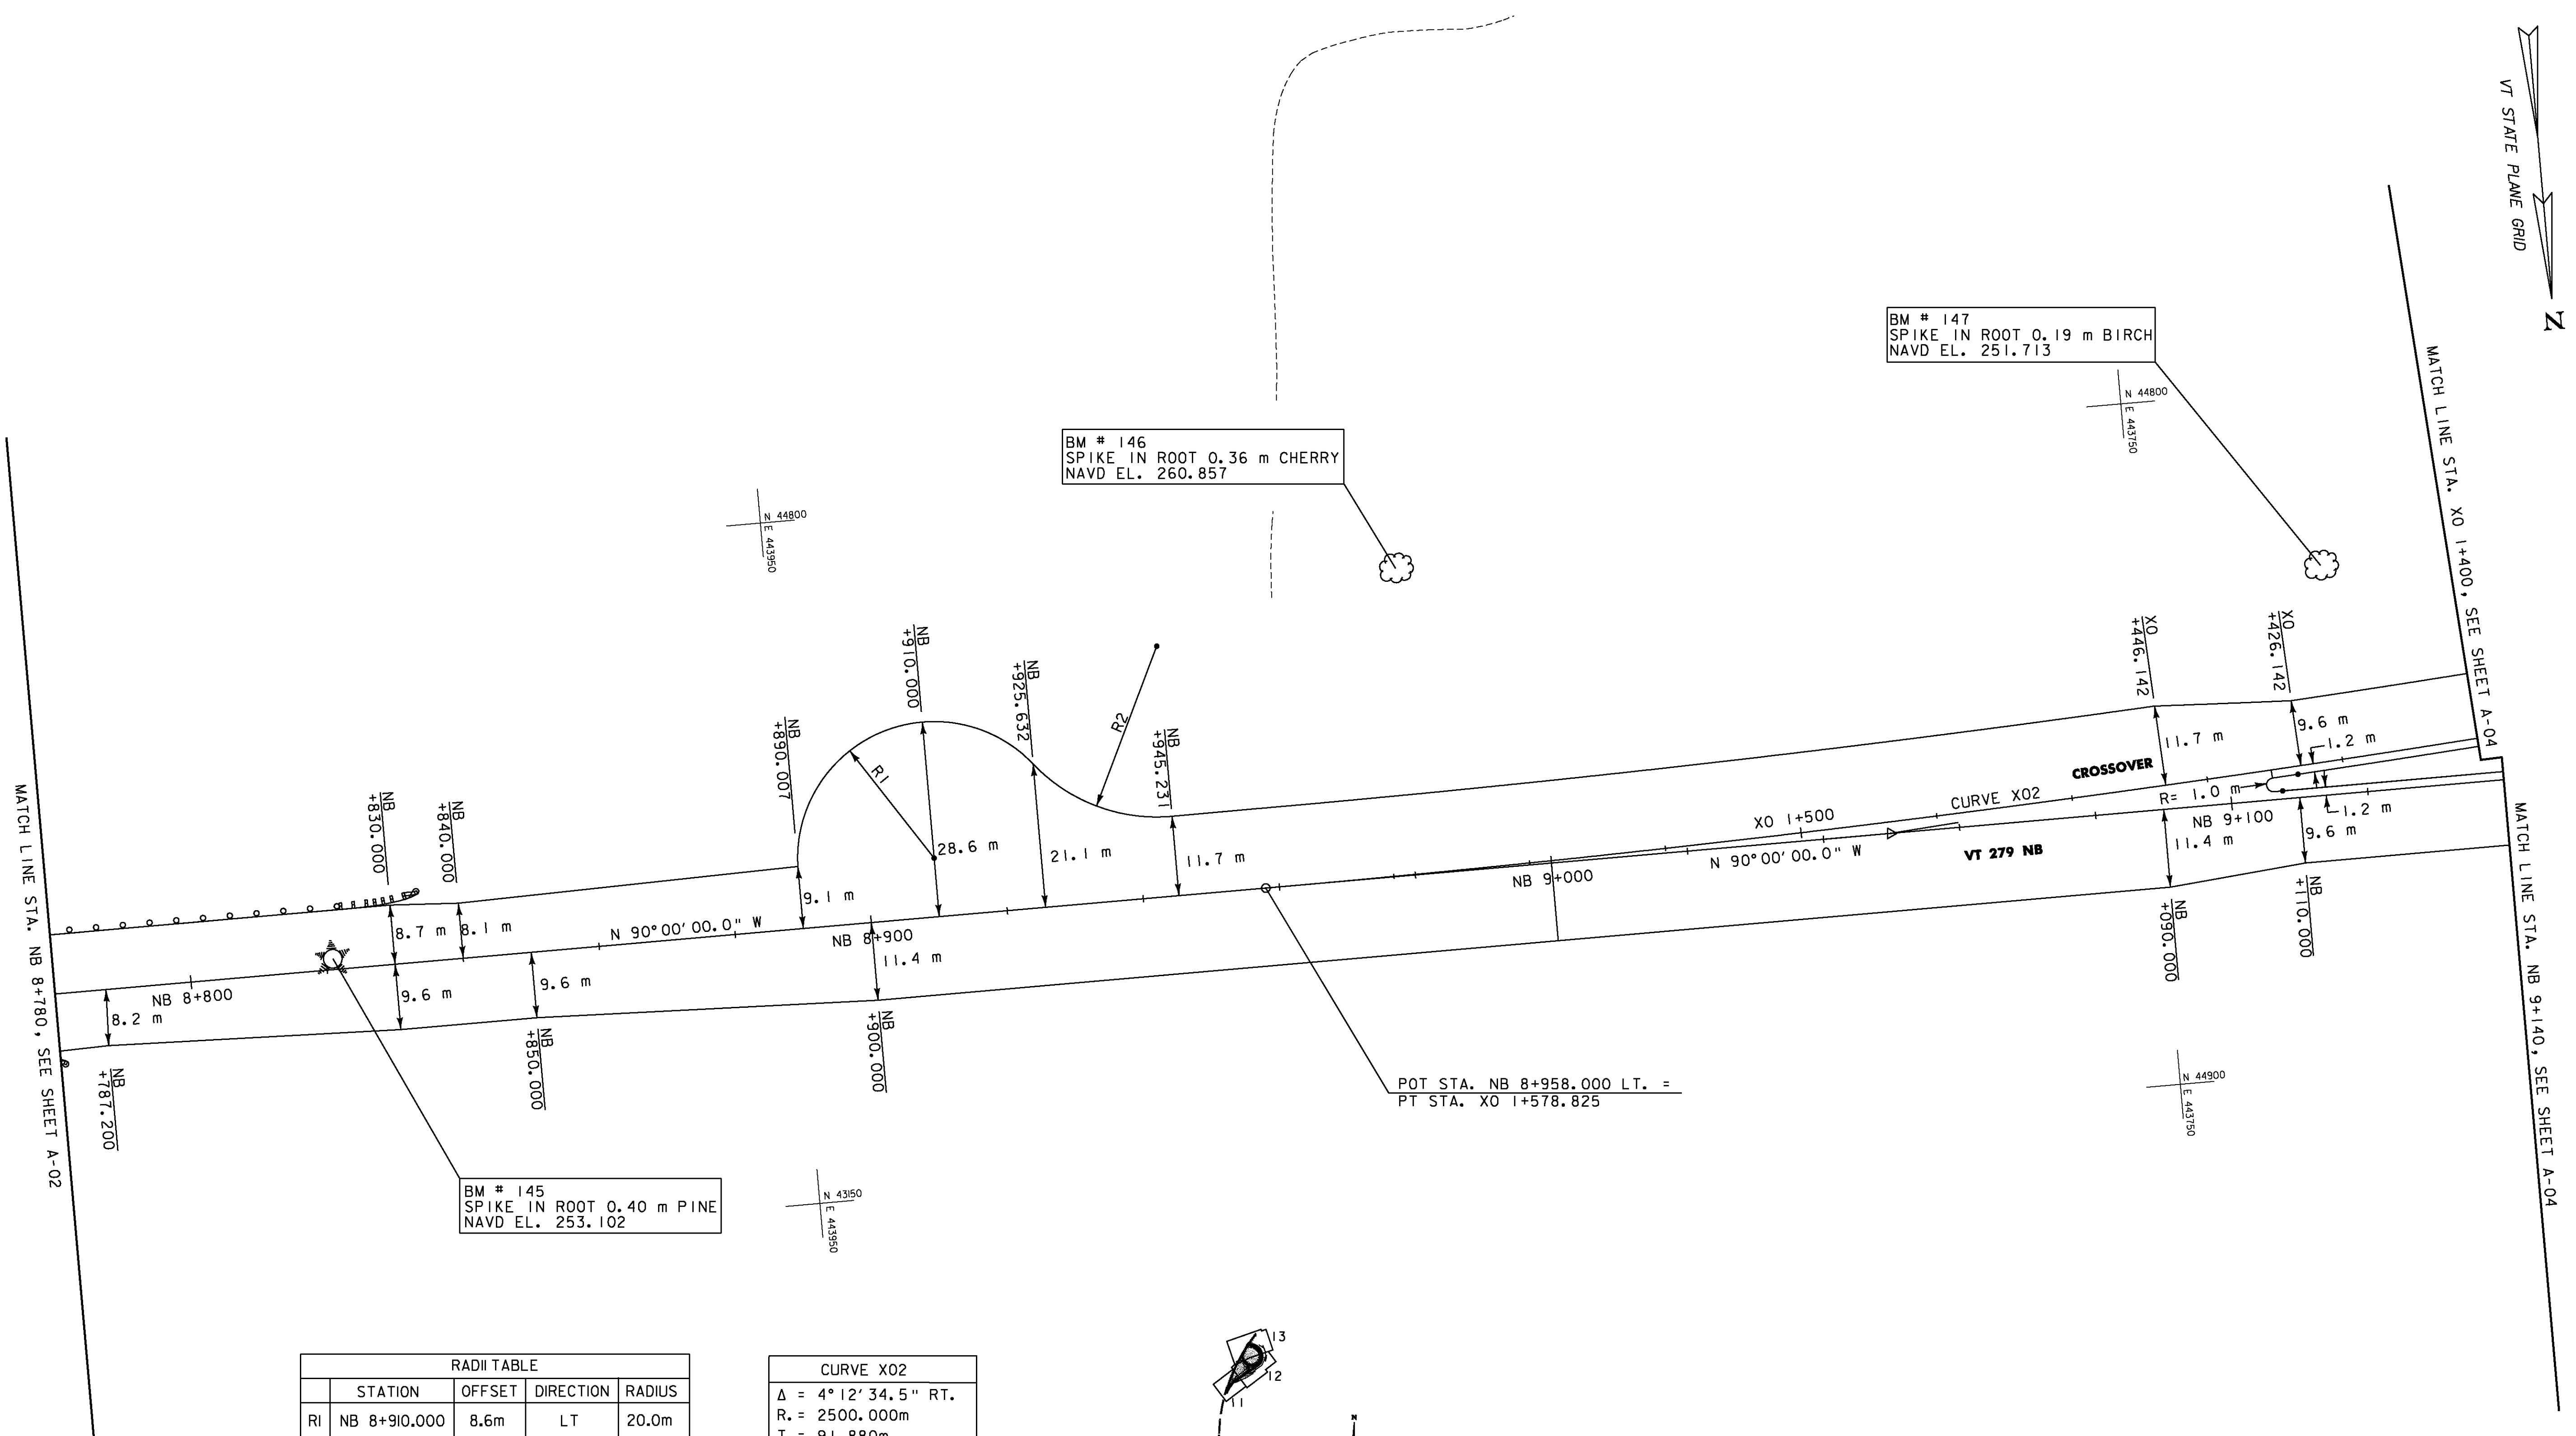 VT STATE PLANE GRID
N
BM # 147
SPIKE IN ROOT 0.19 m BIRCH
NAVD EL. 251.713
N 44800
E 443750
MATCH LINE STA. XO 1+400, SEE SHEET A-04
BM # 146
SPIKE IN ROOT 0.36 m CHERRY
NAVD EL. 260.857
N 44800
E 443950
NB
+830.000
NB
+840.000
NB
+890.007
NB
+910.000
NB
+925.632
NB
+945.231
XO
+446.142
XO
+426.142
R1
R2
28.6 m
21.1 m
11.7 m
9.1 m
8.7 m
8.1 m
11.7 m
9.6 m
1.2 m
CROSSOVER
CURVE XO2
R= 1.0 m
1.2 m
XO 1+500
NB 9+100
N 90°00'00.0" W
VT 279 NB
11.4 m
9.6 m
NB 9+000
N 90°00'00.0" W
NB 8+900
11.4 m
NB 8+800
8.2 m
9.6 m
9.6 m
NB
+787.200
NB
+850.000
NB
+900.000
NB
+090.000
NB
+110.000
MATCH LINE STA. NB 8+780, SEE SHEET A-02
MATCH LINE STA. NB 9+140, SEE SHEET A-04
POT STA. NB 8+958.000 LT. =
PT STA. XO 1+578.825
N 44900
E 443750
BM # 145
SPIKE IN ROOT 0.40 m PINE
NAVD EL. 253.102
N 43150
E 443950
RADII TABLE
STATION OFFSET DIRECTION RADIUS
R1 NB 8+910.000 8.6m LT 20.0m
CURVE XO2
Δ = 4°12'34.5" RT.
R.= 2500.000m
T = 91.880m
13
12
11
N